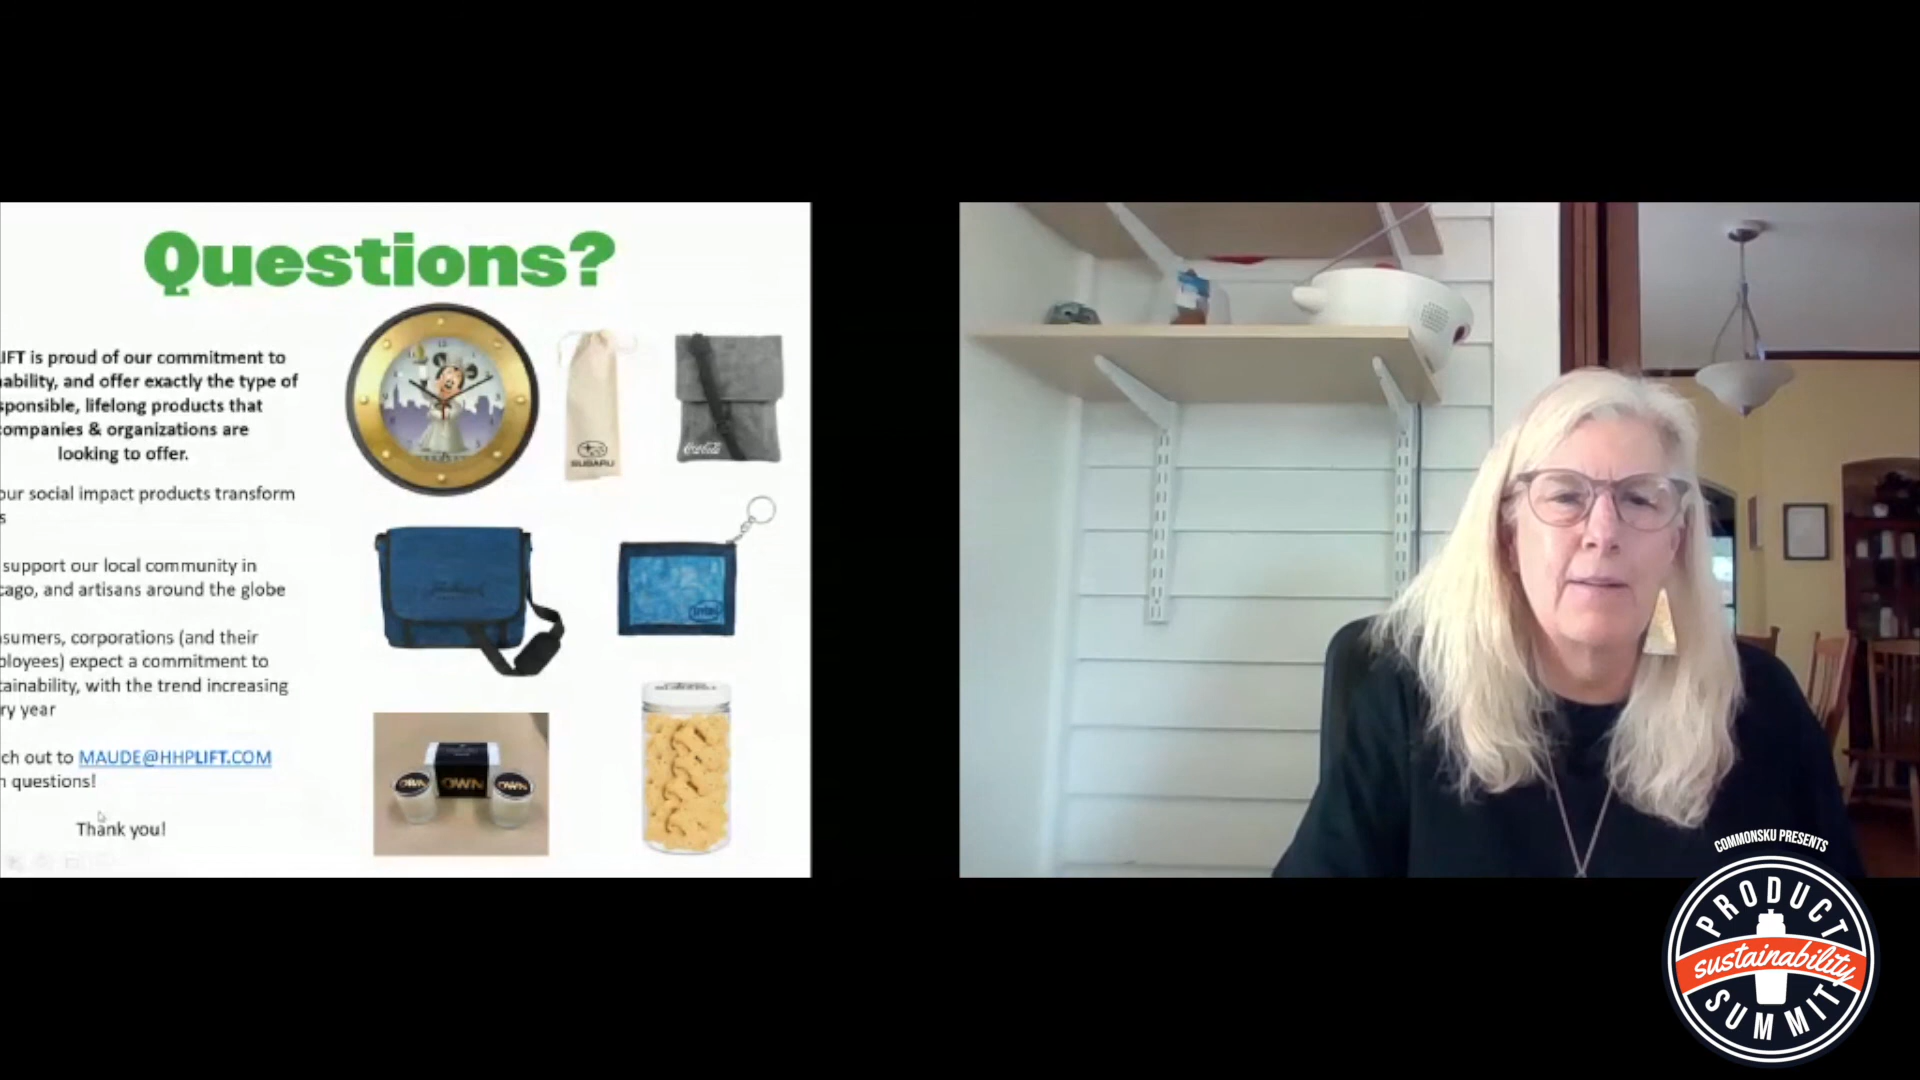 Questions?
IFT is proud of our commitment to
ability, and offer exactly the type of
sponsible, lifelong products that
ompanies & organizations are
looking to offer.
our social impact products transform
s
support our local community in
cago, and artisans around the globe
sumers, corporations (and their
ployees) expect a commitment to
tainability, with the trend increasing
ry year
ch out to MAUDE@HHPLIFT.COM
n questions!
Thank you!
SUBARU
Coca-Cola
OWN
OWN
OWN
COMMONSKU PRESENTS
PRODUCT
sustainability
SUMMIT